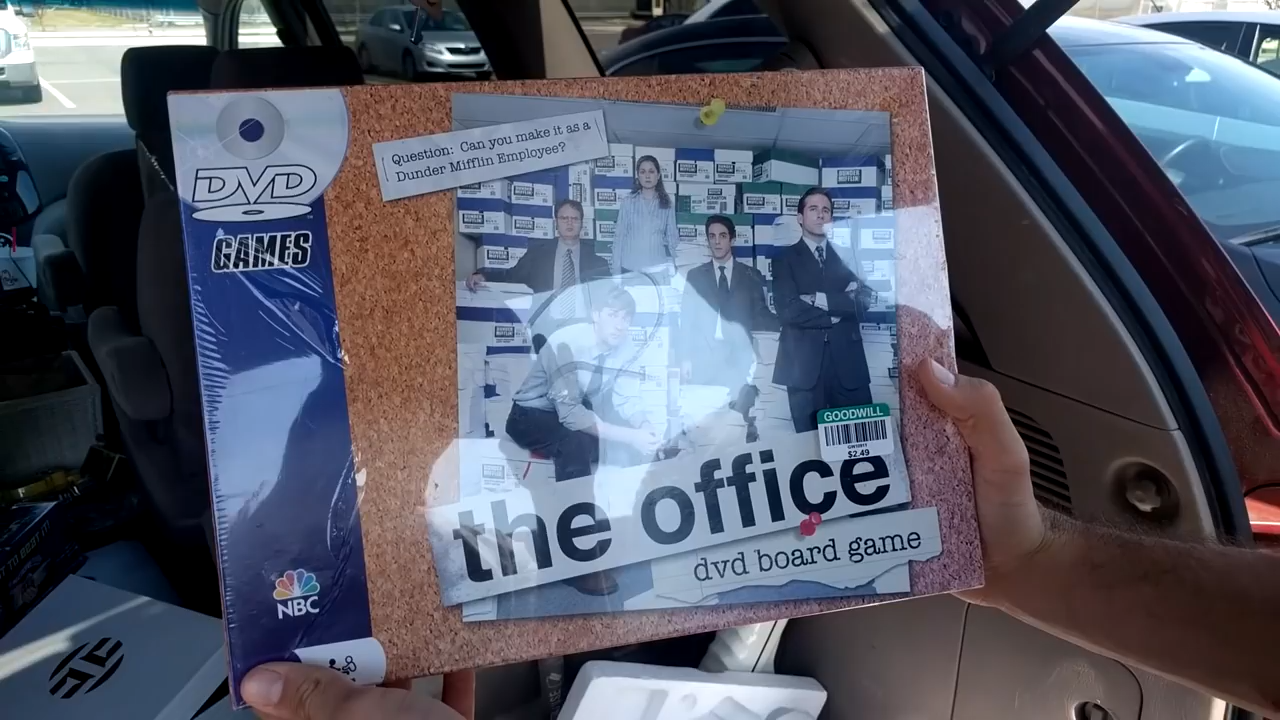 DVD
GAMES
Question: Can you make it as a
Dunder Mifflin Employee?
GOODWILL
$2.49
the office
dvd board game
NBC